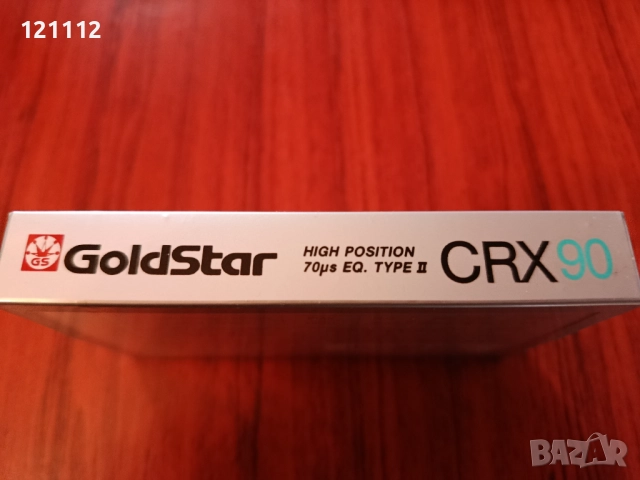 121112
GS GoldStar
HIGH POSITION
70µs EQ. TYPE II
CRX90
BAZAR